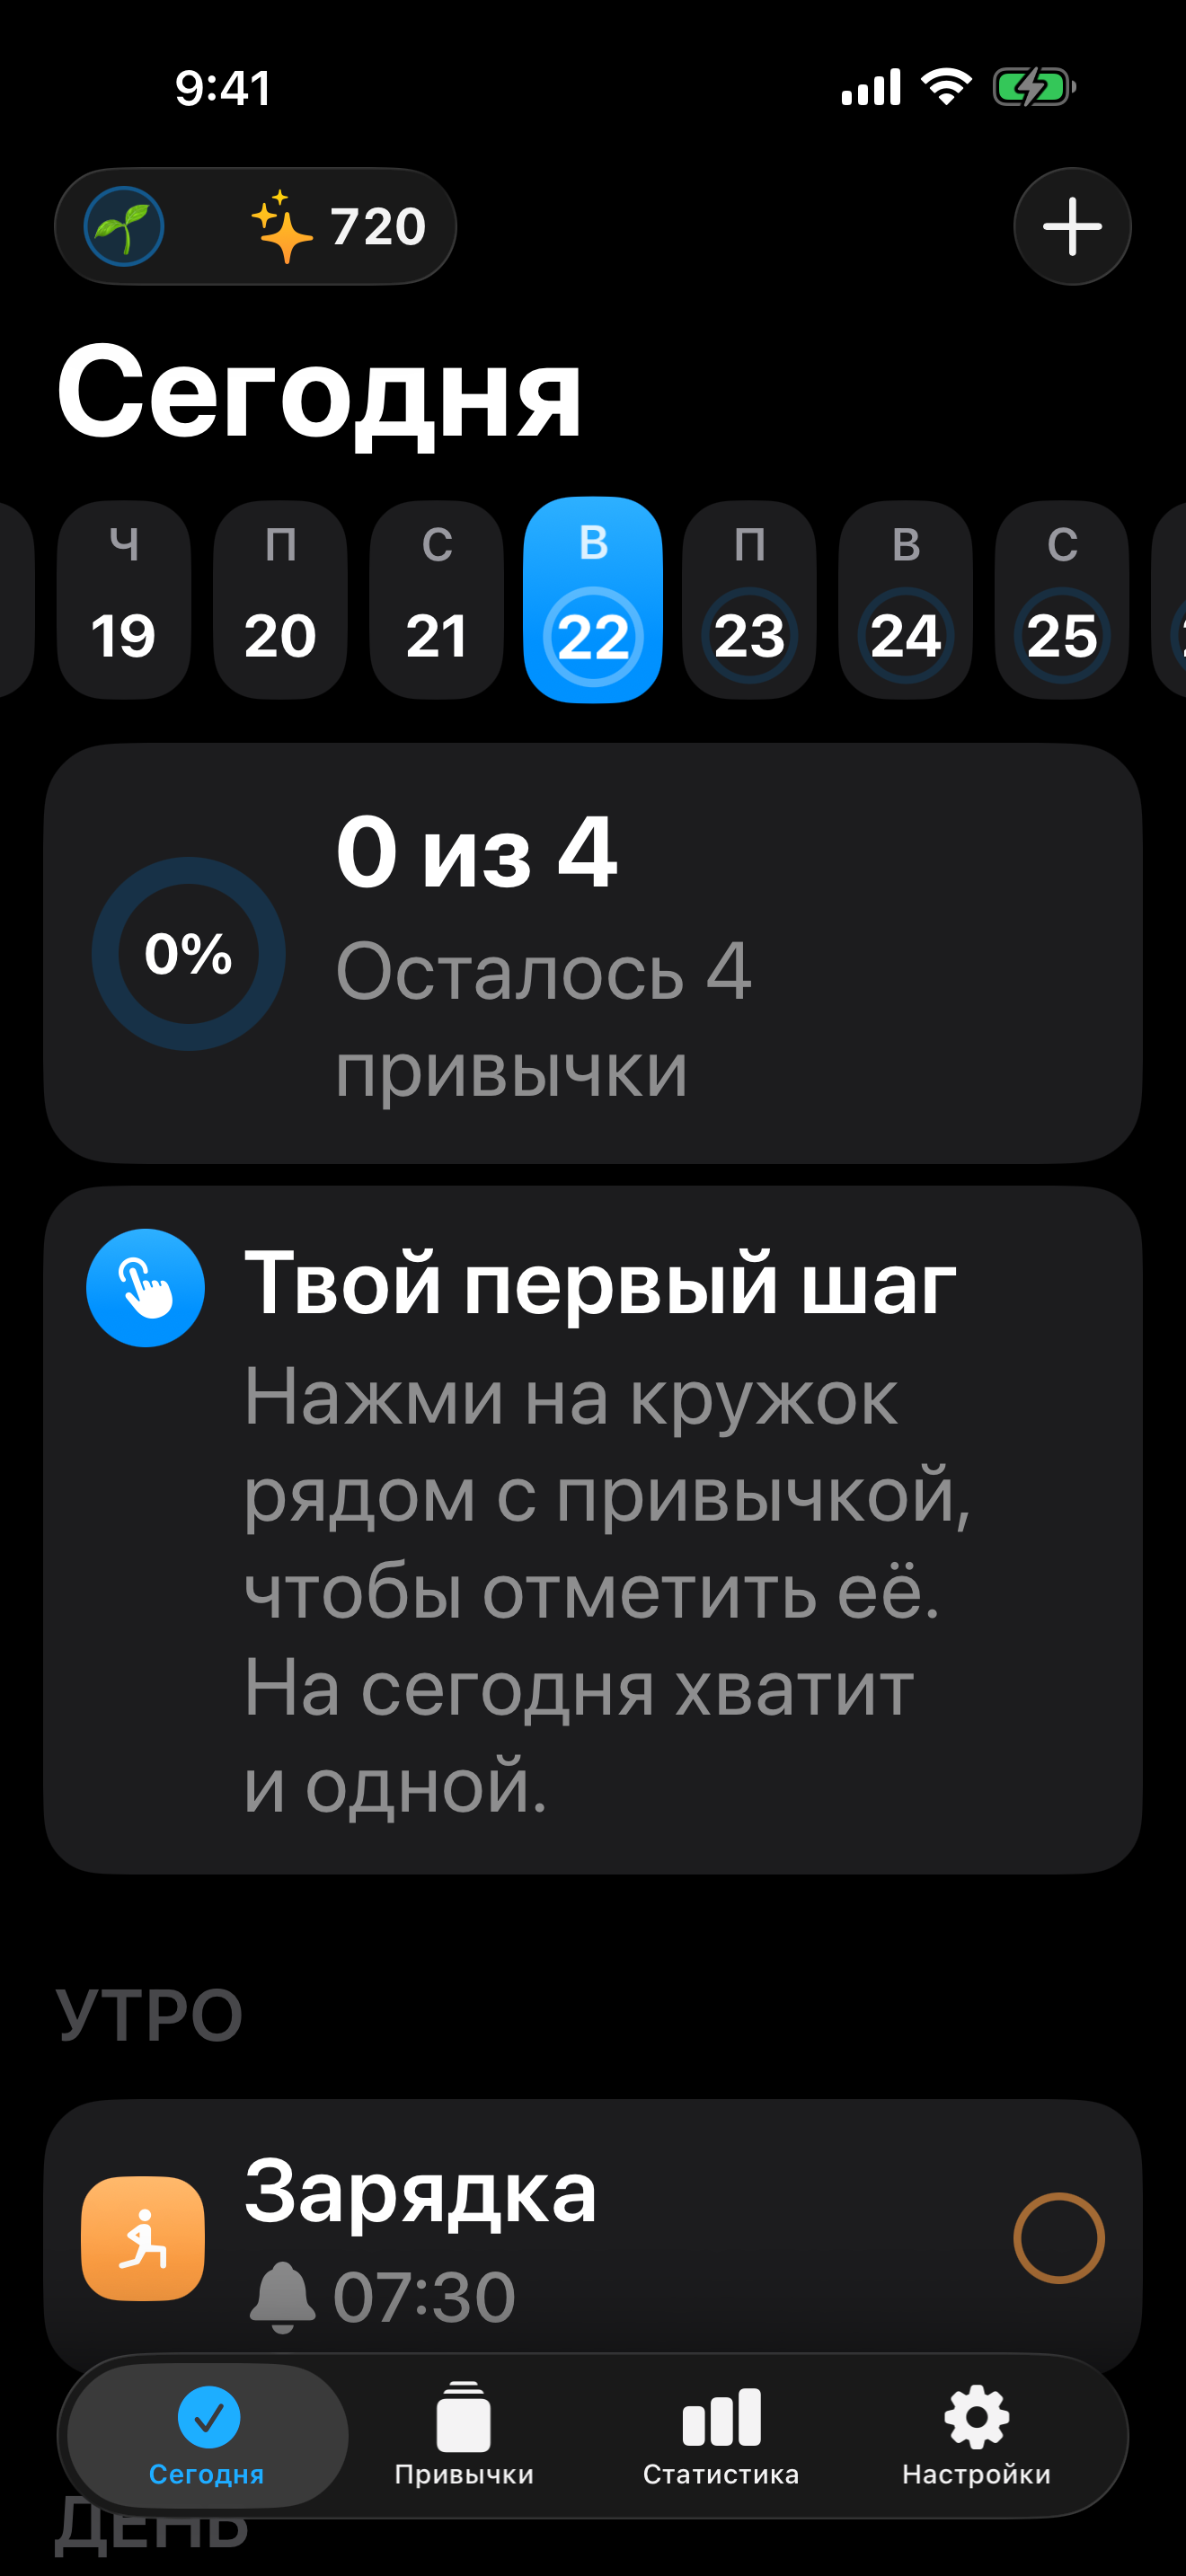 9:41
720
Сегодня
Ч П С В П В С
19 20 21 22 23 24 25
0%
0 из 4
Осталось 4
привычки
Твой первый шаг
Нажми на кружок
рядом с привычкой,
чтобы отметить её.
На сегодня хватит
и одной.
УТРО
Зарядка
07:30
Сегодня Привычки Статистика Настройки
ДЕНЬ